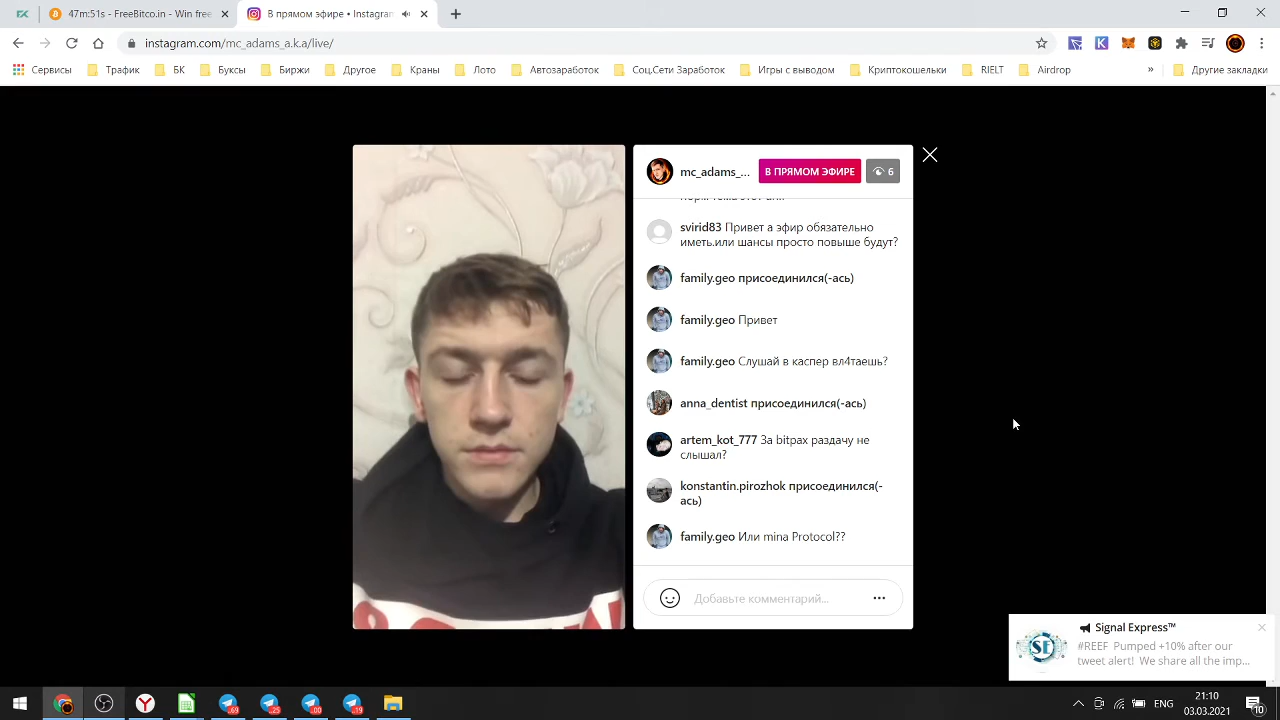 47m:51s - FreeBitco.in - Win free
В прямом эфире • Instagram
instagram.com/mc_adams_a.k.a/live/
Сервисы
Трафик
БК
Буксы
Биржи
Другое
Краны
Лото
Автозаработок
Соц.Сети Заработок
Игры с выводом
Криптокошельки
RIELT
Airdrop
»
Другие закладки
mc_adams_...
В ПРЯМОМ ЭФИРЕ
6
svirid83 Привет а эфир обязательно
иметь.или шансы просто повыше будут?
family.geo присоединился(-ась)
family.geo Привет
family.geo Слушай в каспер вл4таешь?
anna_dentist присоединился(-ась)
artem_kot_777 За bitpax раздачу не
слышал?
konstantin.pirozhok присоединился(-
ась)
family.geo Или mina Protocol??
Добавьте комментарий...
Signal Express™
#REEF Pumped +10% after our
tweet alert! We share all the imp...
69
25
00
19
ENG
21:10
03.03.2021